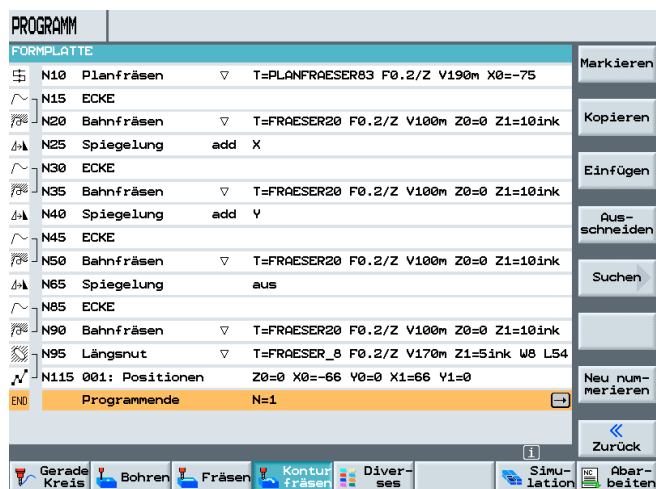 PROGRAMM
FORMPLATTE
N10 Planfräsen ▽ T=PLANFRAESER83 F0.2/Z V190m X0=-75
N15 ECKE
N20 Bahnfräsen ▽ T=FRAESER20 F0.2/Z V100m Z0=0 Z1=10ink
N25 Spiegelung add X
N30 ECKE
N35 Bahnfräsen ▽ T=FRAESER20 F0.2/Z V100m Z0=0 Z1=10ink
N40 Spiegelung add Y
N45 ECKE
N50 Bahnfräsen ▽ T=FRAESER20 F0.2/Z V100m Z0=0 Z1=10ink
N65 Spiegelung aus
N85 ECKE
N90 Bahnfräsen ▽ T=FRAESER20 F0.2/Z V100m Z0=0 Z1=10ink
N95 Längsnut ▽ T=FRAESER_8 F0.2/Z V170m Z1=5ink W8 L54
N115 001: Positionen Z0=0 X0=-66 Y0=0 X1=66 Y1=0
END Programmende N=1
Markieren
Kopieren
Einfügen
Aus-
schneiden
Suchen
Neu num-
merieren
«
Zurück
i
Gerade
Kreis
Bohren
Fräsen
Kontur
fräsen
Diver-
ses
Simu-
lation
NC
Abar-
beiten